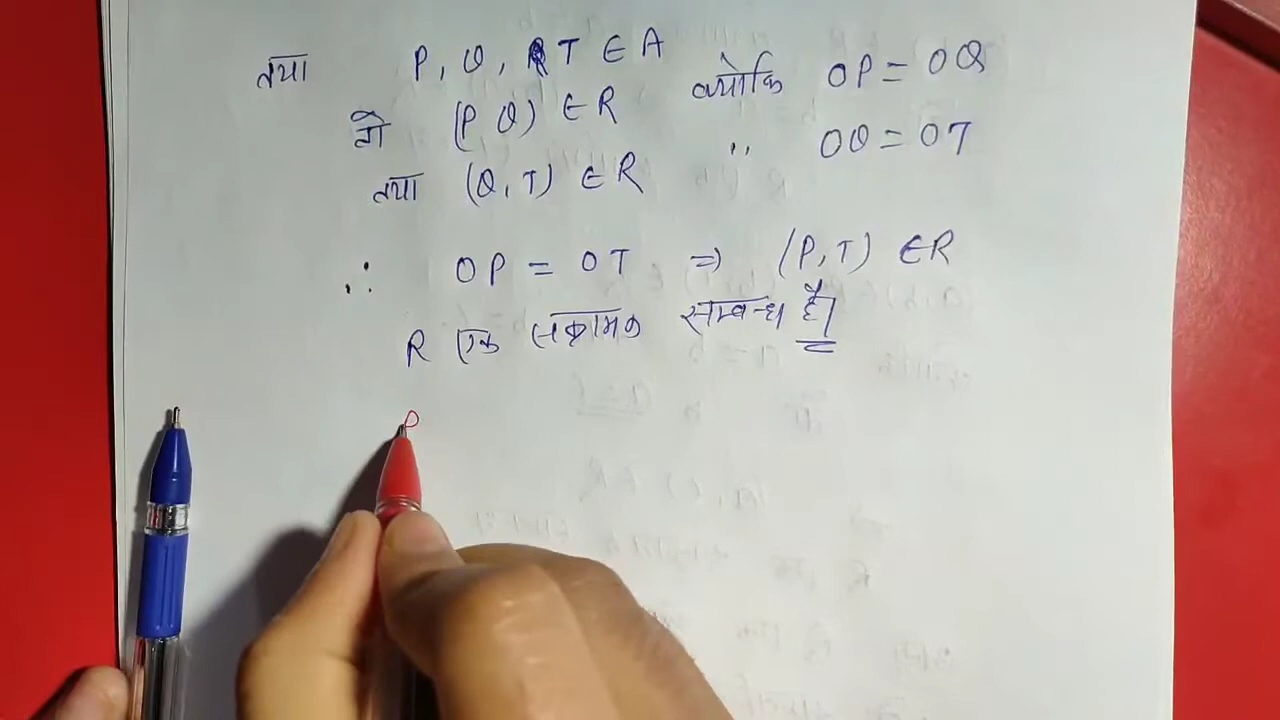 तथा P, Q, T ∈ A
तो (P Q) ∈ R क्योकि OP = OQ
तथा (Q, T) ∈ R " OQ = OT
∴ OP = OT ⇒ (P, T) ∈ R
R एक संक्रामक सम्बन्ध है।